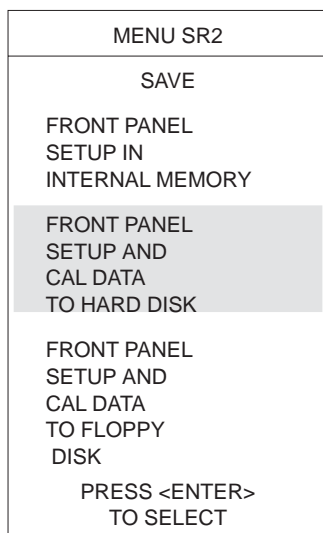 MENU SR2
SAVE
FRONT PANEL
SETUP IN
INTERNAL MEMORY
FRONT PANEL
SETUP AND
CAL DATA
TO HARD DISK
FRONT PANEL
SETUP AND
CAL DATA
TO FLOPPY
DISK
PRESS <ENTER>
TO SELECT